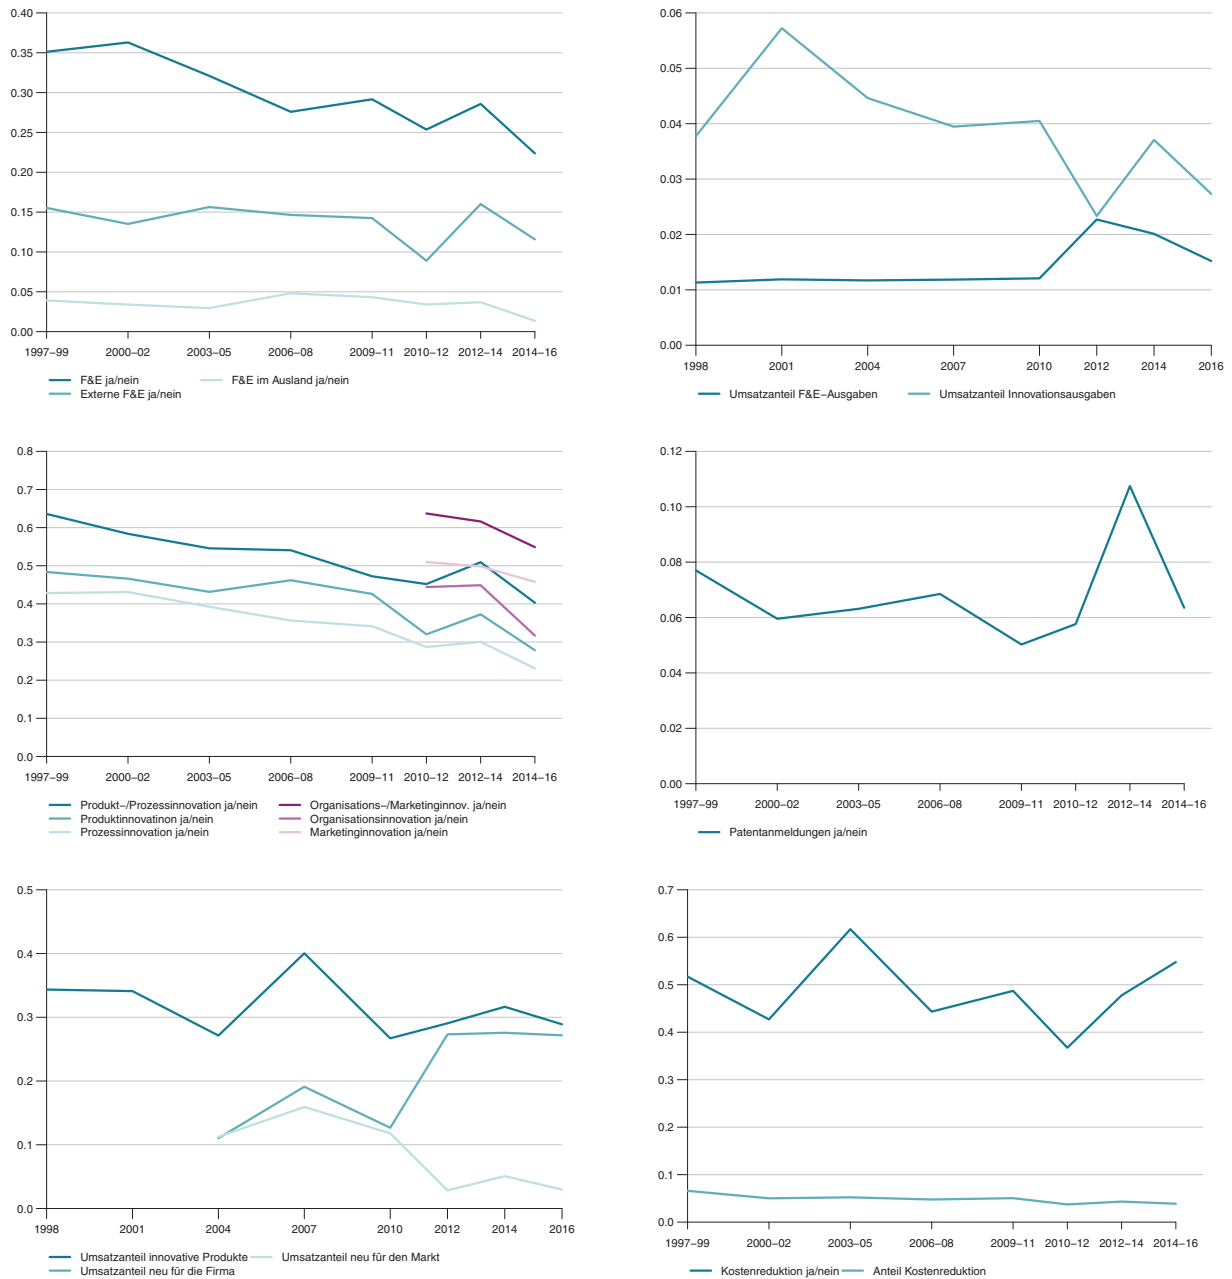 0.40
0.35
0.30
0.25
0.20
0.15
0.10
0.05
0.00
1997–99 2000–02 2003–05 2006–08 2009–11 2010–12 2012–14 2014–16
F&E ja/nein F&E im Ausland ja/nein
Externe F&E ja/nein
0.06
0.05
0.04
0.03
0.02
0.01
0.00
1998 2001 2004 2007 2010 2012 2014 2016
Umsatzanteil F&E–Ausgaben Umsatzanteil Innovationsausgaben
0.8
0.7
0.6
0.5
0.4
0.3
0.2
0.1
0.0
1997–99 2000–02 2003–05 2006–08 2009–11 2010–12 2012–14 2014–16
Produkt–/Prozessinnovation ja/nein Organisations–/Marketinginnov. ja/nein
Produktinnovatinon ja/nein Organisationsinnovation ja/nein
Prozessinnovation ja/nein Marketinginnovation ja/nein
0.12
0.10
0.08
0.06
0.04
0.02
0.00
1997–99 2000–02 2003–05 2006–08 2009–11 2010–12 2012–14 2014–16
Patentanmeldungen ja/nein
0.5
0.4
0.3
0.2
0.1
0.0
1998 2001 2004 2007 2010 2012 2014 2016
Umsatzanteil innovative Produkte Umsatzanteil neu für den Markt
Umsatzanteil neu für die Firma
0.7
0.6
0.5
0.4
0.3
0.2
0.1
0.0
1997–99 2000–02 2003–05 2006–08 2009–11 2010–12 2012–14 2014–16
Kostenreduktion ja/nein Anteil Kostenreduktion